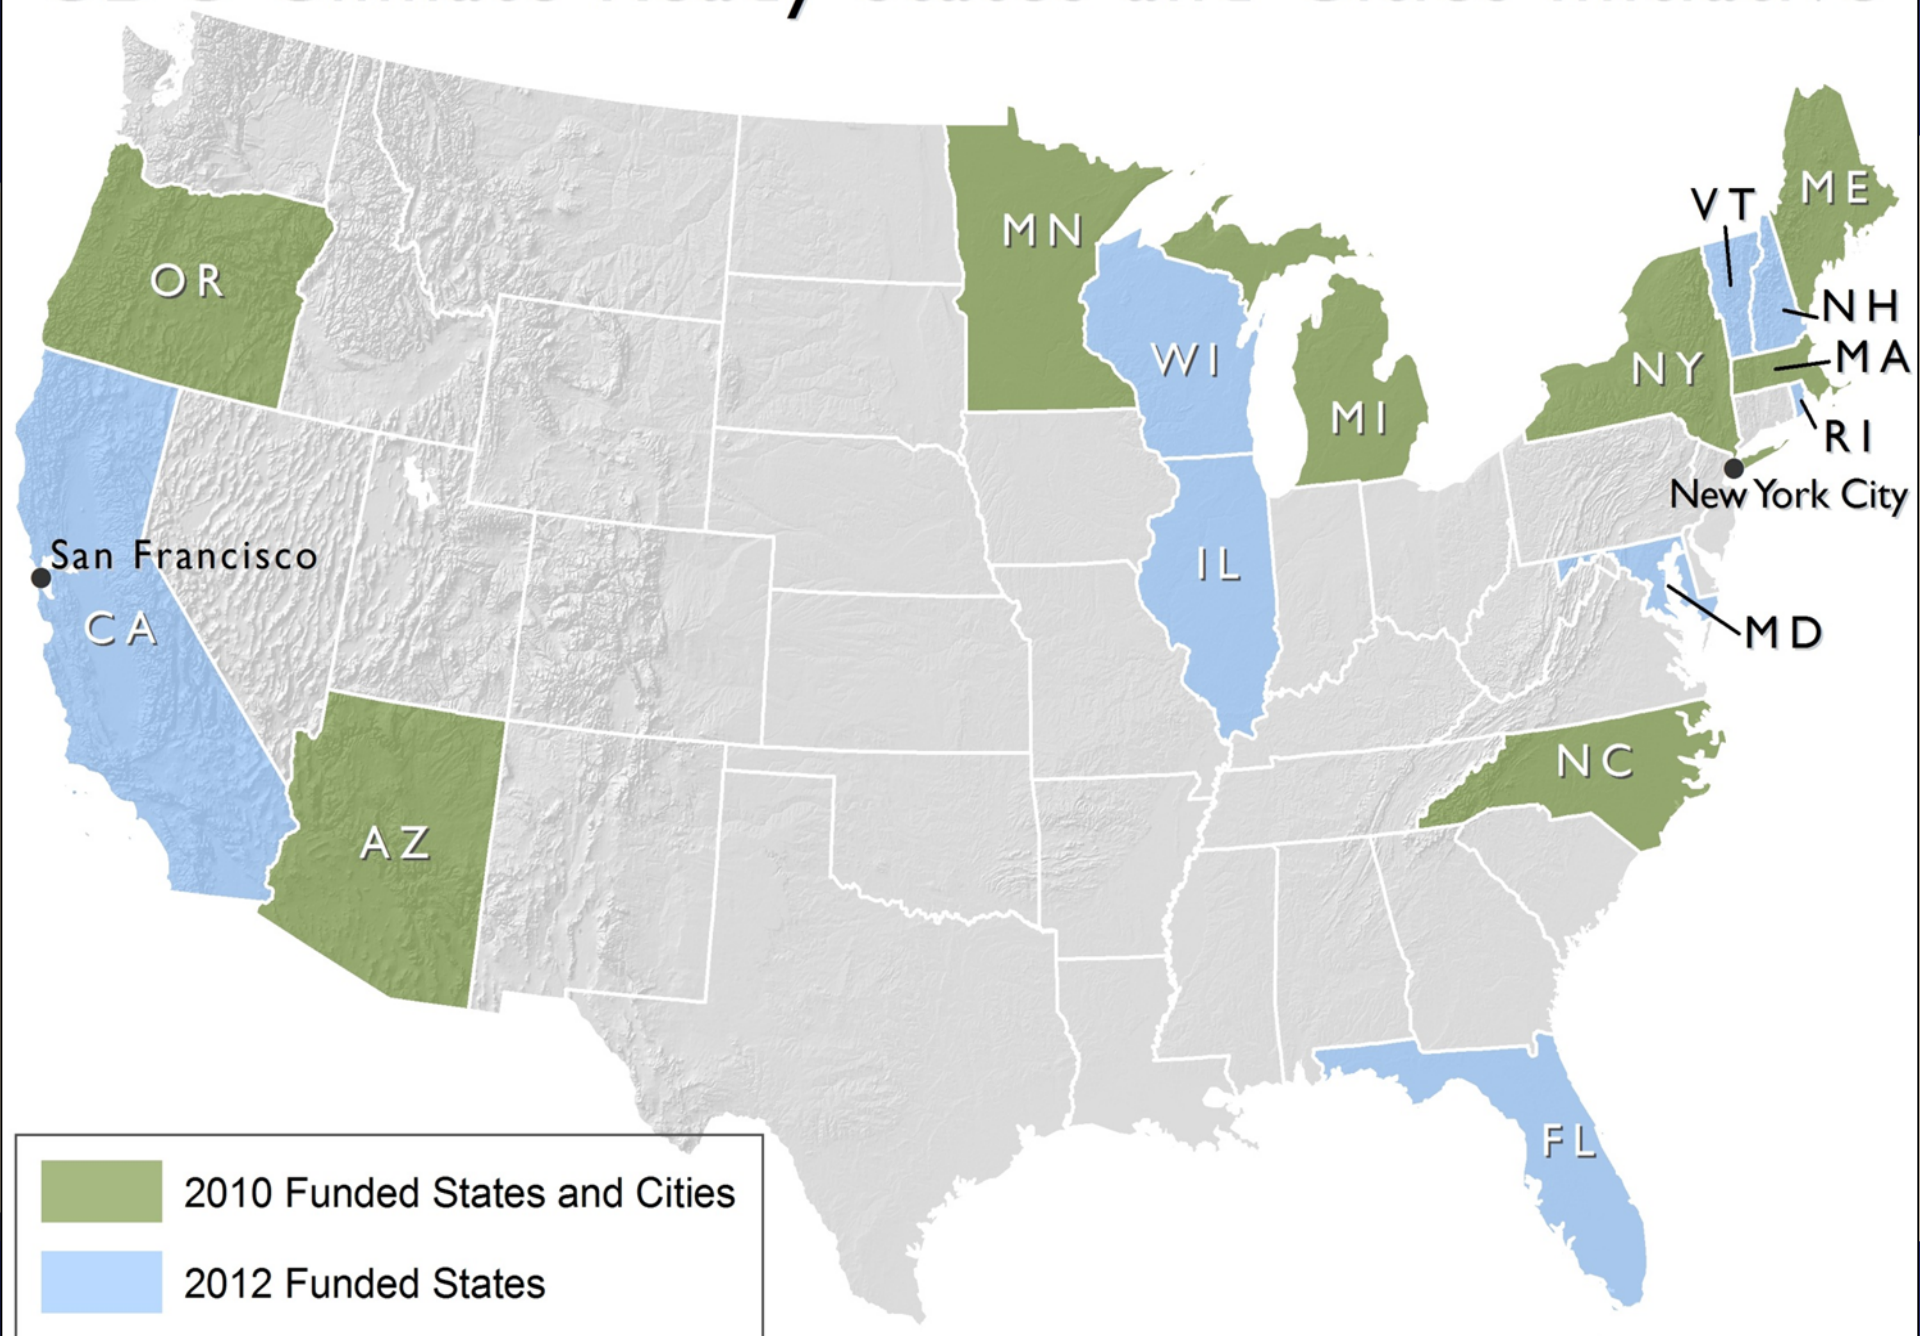 MN
ME
VT
OR
NH
WI
MA
NY
MI
RI
New York City
San Francisco
IL
CA
MD
NC
AZ
FL
2010 Funded States and Cities
2012 Funded States